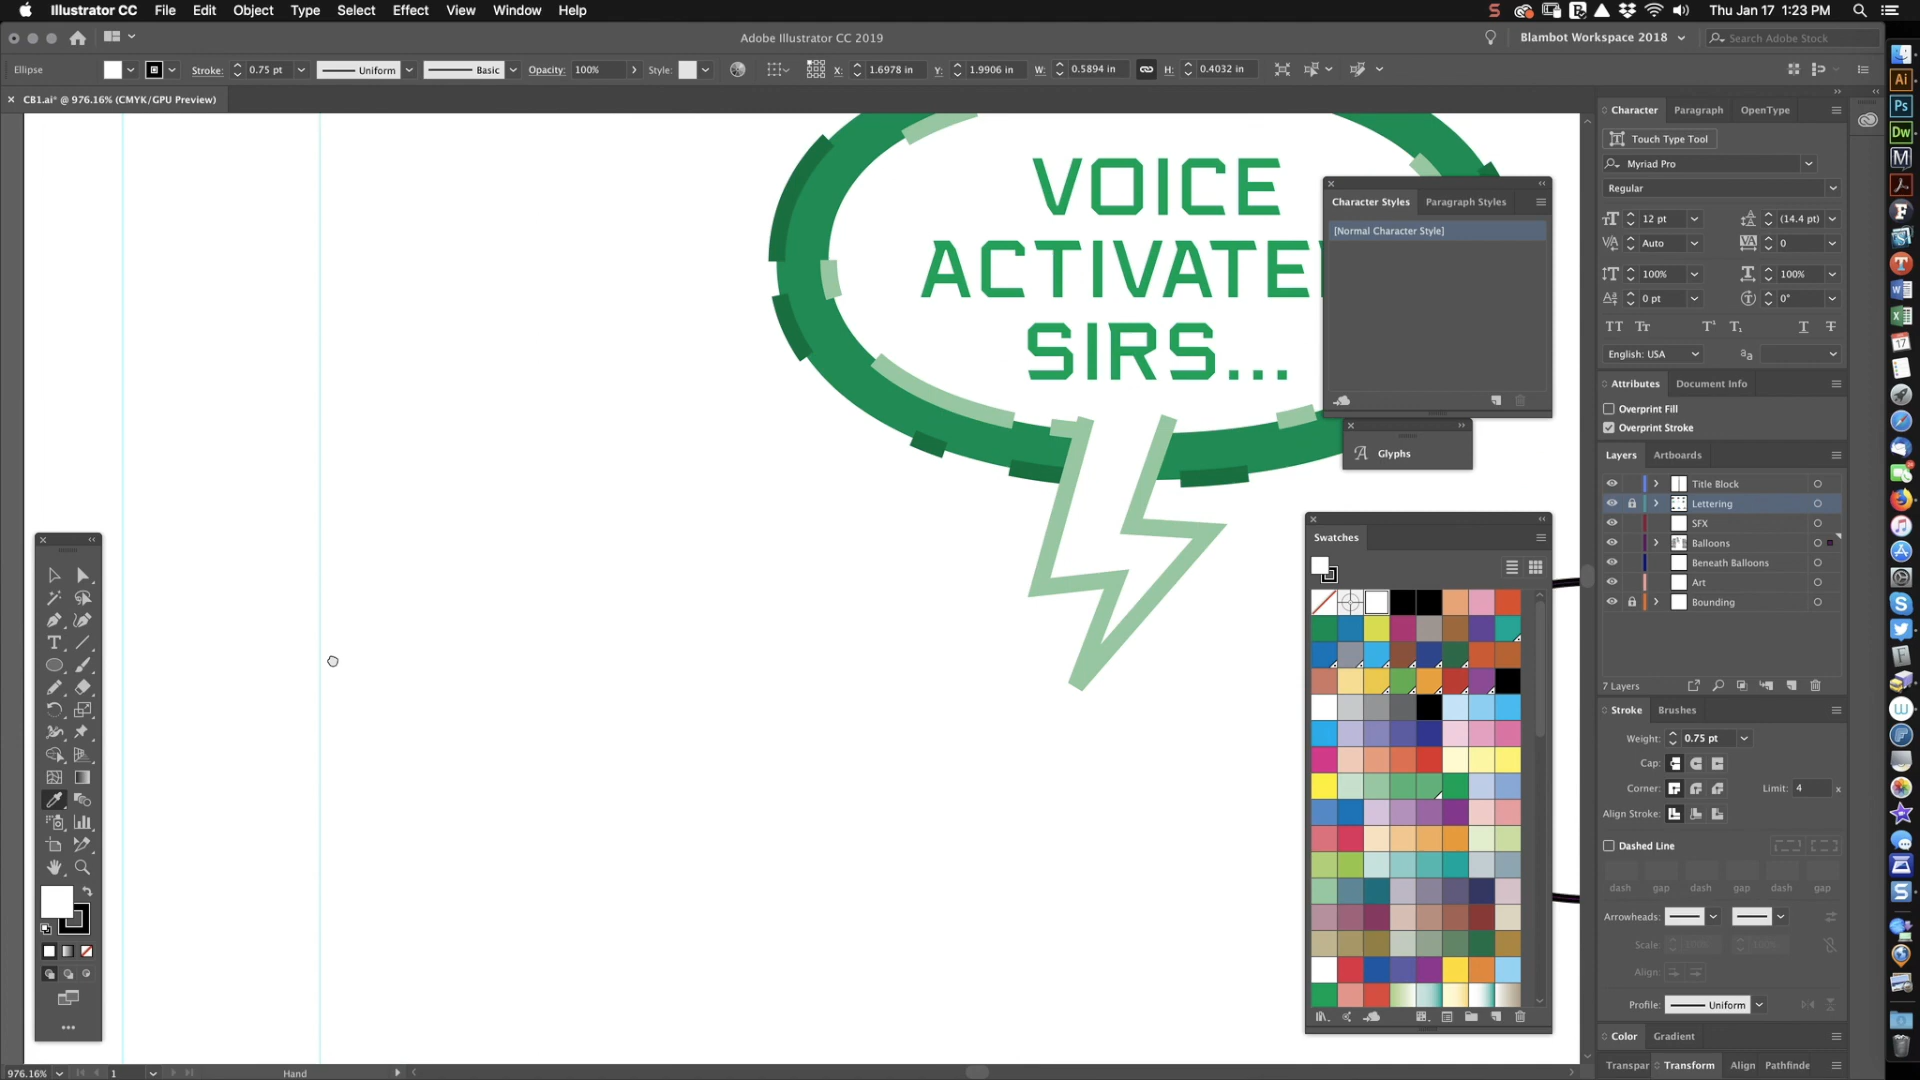 Illustrator CC File Edit Object Type Select Effect View Window Help
Thu Jan 17 1:23 PM
Adobe Illustrator CC 2019
Blambot Workspace 2018
Search Adobe Stock
Ellipse
Stroke: 0.75 pt Uniform Basic Opacity: 100% Style: X: 1.6978 in Y: 1.9906 in W: 0.5894 in H: 0.4032 in
CB1.ai* @ 976.16% (CMYK/GPU Preview)
VOICE
ACTIVATE
SIRS...
Character Styles Paragraph Styles
[Normal Character Style]
Glyphs
Swatches
Character Paragraph OpenType
Touch Type Tool
Myriad Pro
Regular
12 pt (14.4 pt)
Auto 0
100% 100%
0 pt 0°
English: USA
Attributes Document Info
Overprint Fill
Overprint Stroke
Layers Artboards
Title Block
Lettering
SFX
Balloons
Beneath Balloons
Art
Bounding
7 Layers
Stroke Brushes
Weight: 0.75 pt
Cap:
Corner: Limit: 4 x
Align Stroke:
Dashed Line
dash gap dash gap dash gap
Arrowheads:
Scale: 100% 100%
Align:
Profile: Uniform
Color Gradient
Transpar Transform Align Pathfinde
976.16% 1 Hand